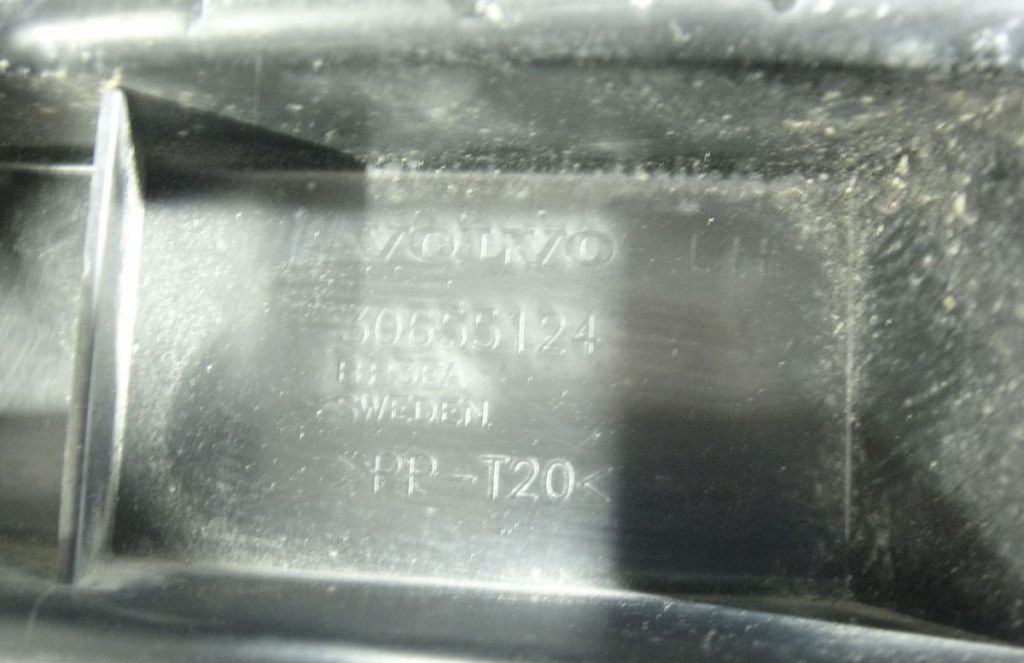 VOLVO LH
30655124
SWEDEN
>PP-T20<